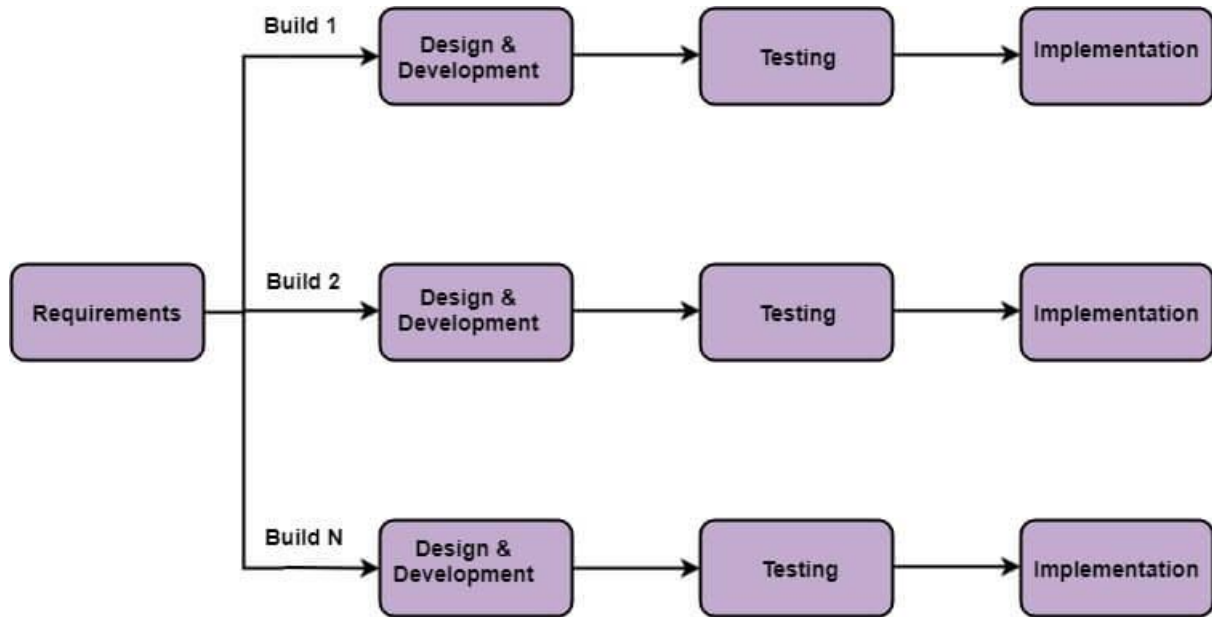 Build 1
Design &
Development
Testing
Implementation
Requirements
Build 2
Design &
Development
Testing
Implementation
Build N
Design &
Development
Testing
Implementation